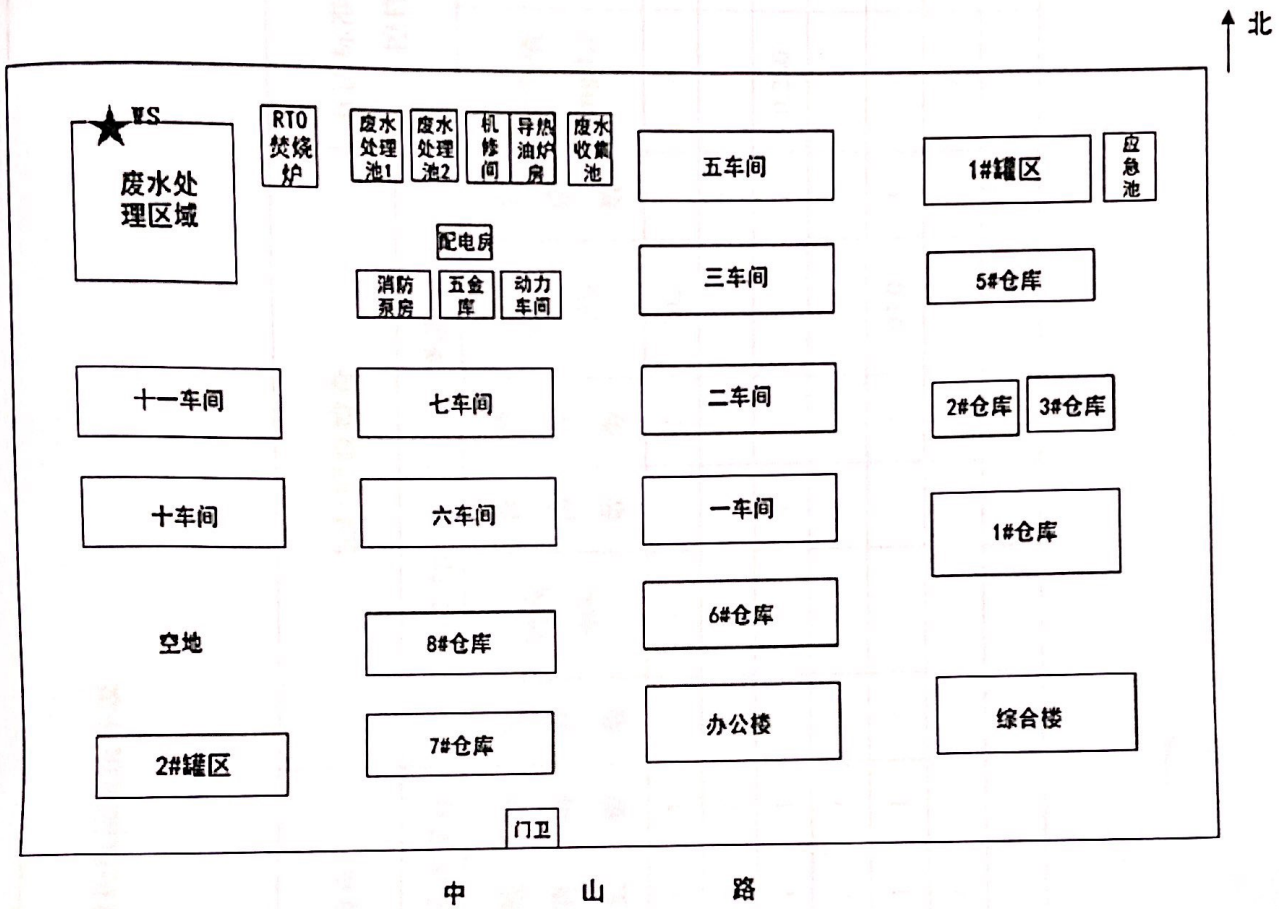 北
WS
废水处
理区域
RTO
焚烧
炉
废水
处理
池1
废水
处理
池2
机
修
间
导热
油炉
房
废水
收集
池
五车间
1#罐区
应
急
池
配电房
三车间
5#仓库
消防
泵房
五金
库
动力
车间
十一车间
七车间
二车间
2#仓库
3#仓库
十车间
六车间
一车间
1#仓库
空地
8#仓库
6#仓库
2#罐区
7#仓库
办公楼
综合楼
门卫
中 山 路